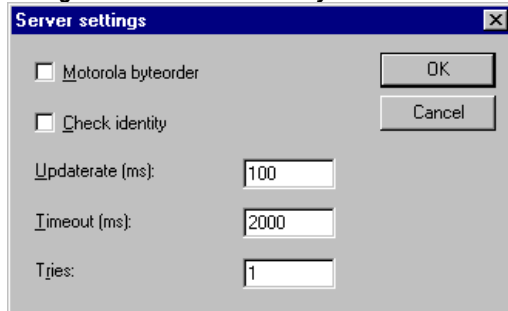 Server settings
Motorola byteorder
OK
Check identity
Cancel
Updaterate (ms):
100
Timeout (ms):
2000
Tries:
1